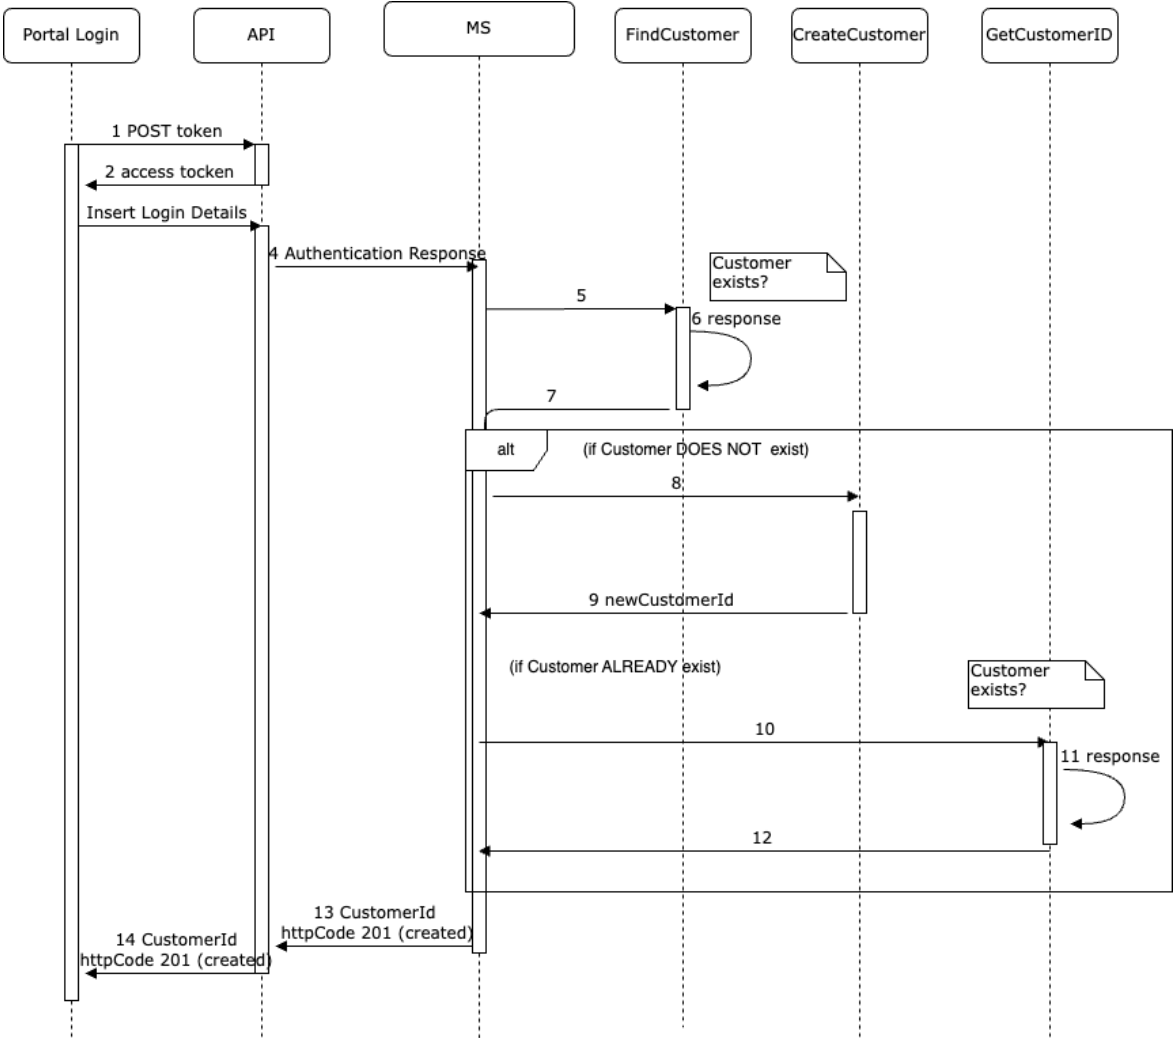 Portal Login
API
MS
FindCustomer
CreateCustomer
GetCustomerID
1 POST token
2 access tocken
Insert Login Details
4 Authentication Response
Customer
exists?
5
6 response
7
alt
(if Customer DOES NOT  exist)
8
9 newCustomerId
(if Customer ALREADY exist)
Customer
exists?
10
11 response
12
13 CustomerId
httpCode 201 (created)
14 CustomerId
httpCode 201 (created)